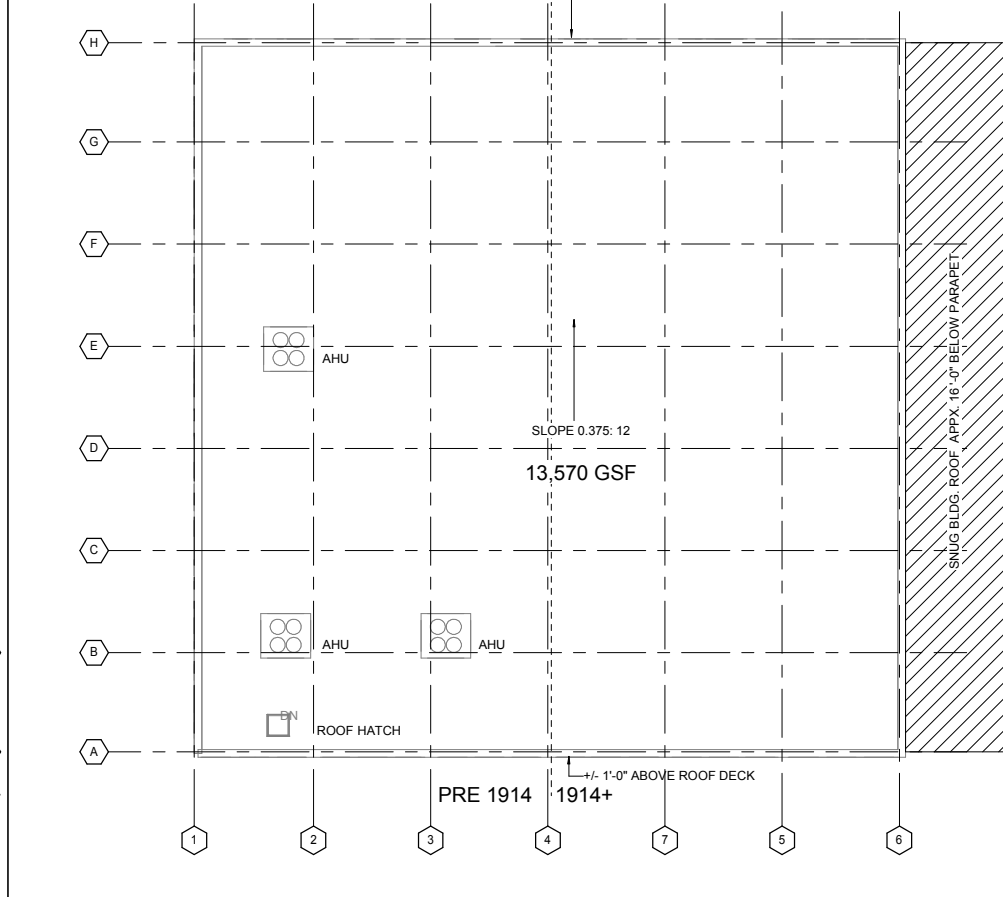 H
G
F
E
AHU
SLOPE 0.375: 12
D
13,570 GSF
SNUG BLDG. ROOF APPX. 16'-0" BELOW PARAPET
C
AHU
AHU
B
DN
ROOF HATCH
A
+/- 1'-0" ABOVE ROOF DECK
PRE 1914 1914+
1 2 3 4 7 5 6